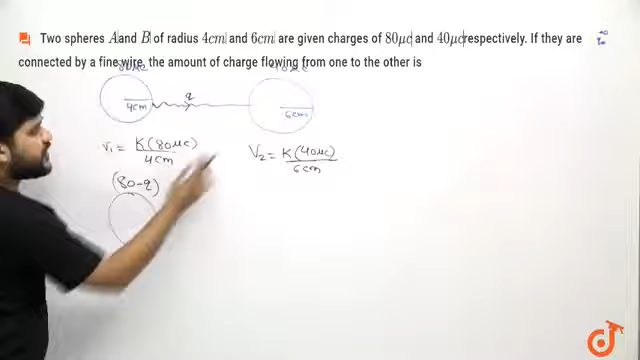 Two spheres A and B of radius 4cm and 6cm are given charges of 80μc and 40μc respectively. If they are
connected by a fine wire, the amount of charge flowing from one to the other is
q
4cm
6cm
V₁ = K(80μc)
4cm
V₂ = K(40μc)
6cm
(80-q)